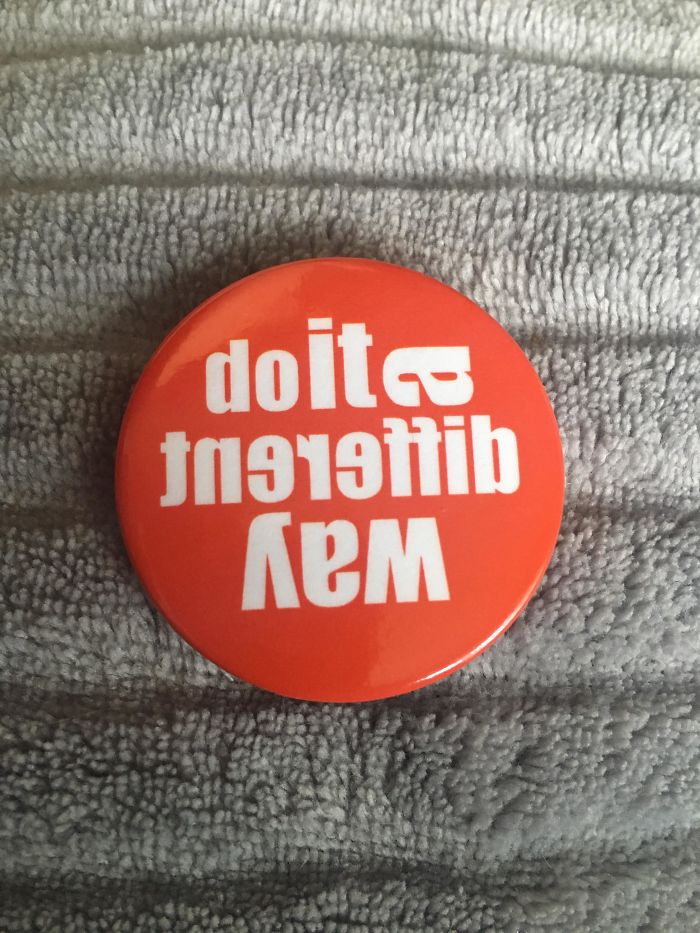 do it a
different
way